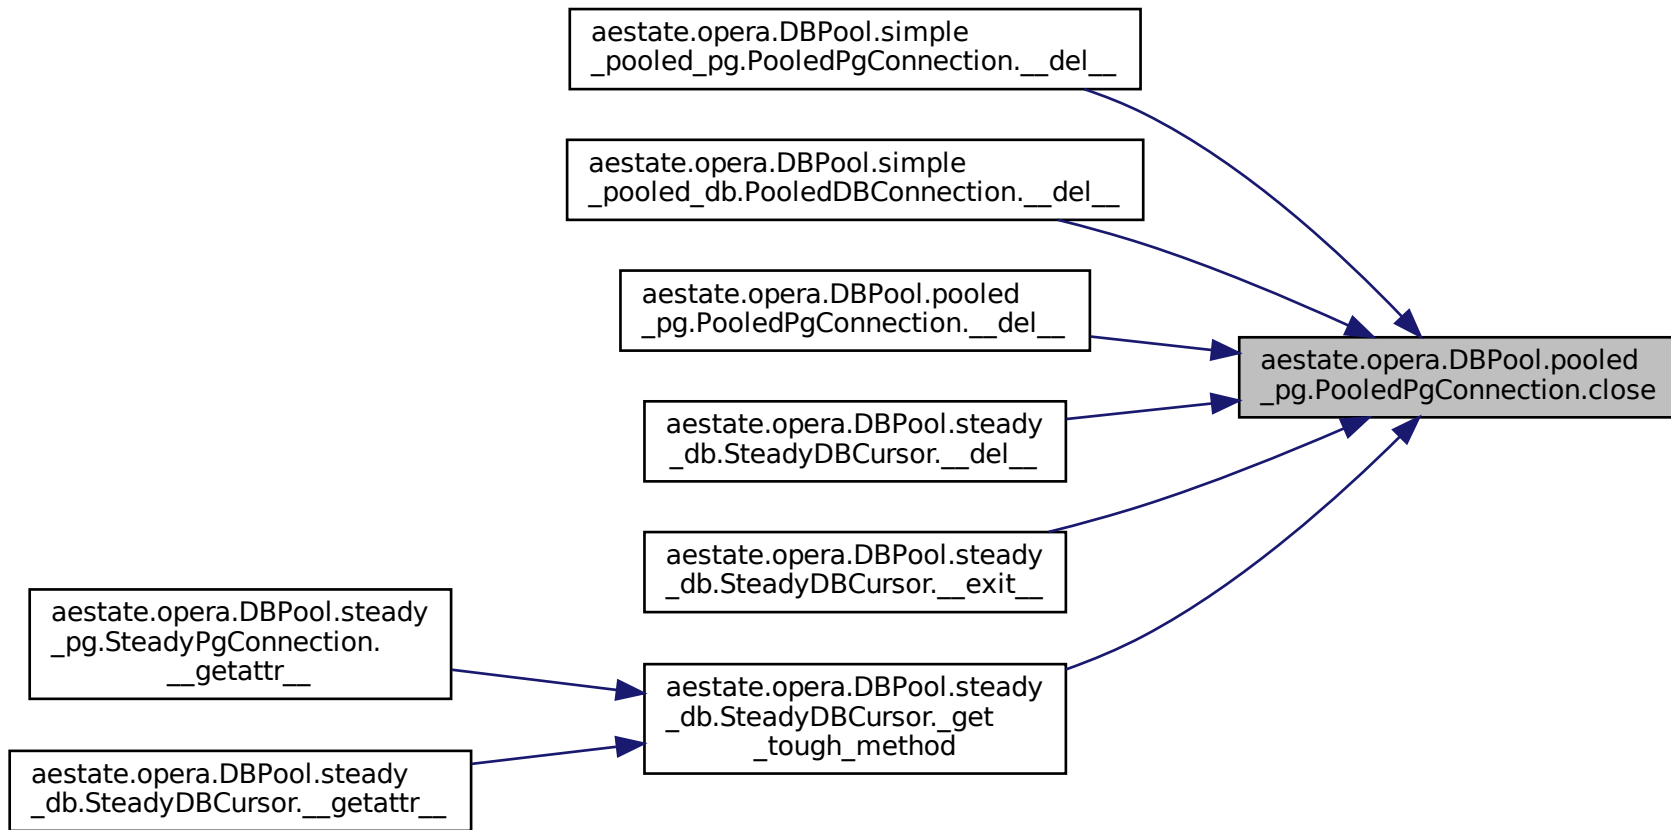 aestate.opera.DBPool.simple
_pooled_pg.PooledPgConnection.__del__
aestate.opera.DBPool.simple
_pooled_db.PooledDBConnection.__del__
aestate.opera.DBPool.pooled
_pg.PooledPgConnection.__del__
aestate.opera.DBPool.pooled
_pg.PooledPgConnection.close
aestate.opera.DBPool.steady
_db.SteadyDBCursor.__del__
aestate.opera.DBPool.steady
_db.SteadyDBCursor.__exit__
aestate.opera.DBPool.steady
_pg.SteadyPgConnection.
__getattr__
aestate.opera.DBPool.steady
_db.SteadyDBCursor._get
_tough_method
aestate.opera.DBPool.steady
_db.SteadyDBCursor.__getattr__